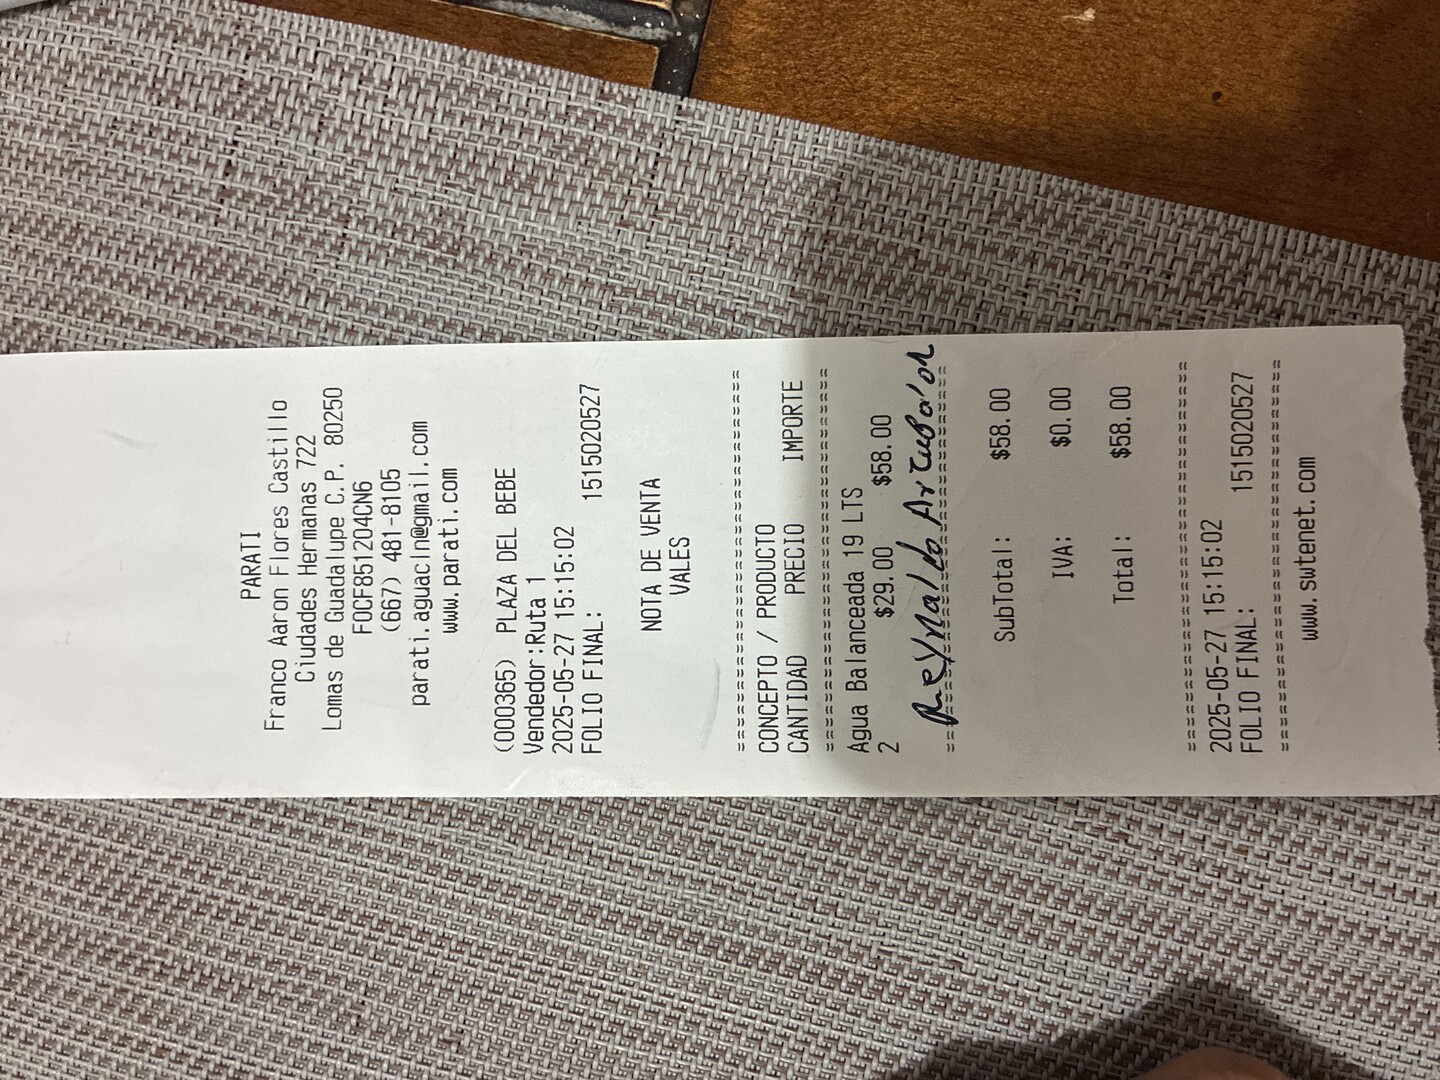 PARATI
Franco Aaron Flores Castillo
Ciudades Hermanas 722
Lomas de Guadalupe C.P. 80250
FOCF851204CN6
(667) 481-8105
parati.aguacln@gmail.com
www.parati.com
(000365) PLAZA DEL BEBE
Vendedor:Ruta 1
2025-05-27 15:15:02
FOLIO FINAL: 1515020527
NOTA DE VENTA
VALES
================================
CONCEPTO / PRODUCTO
CANTIDAD PRECIO IMPORTE
================================
Agua Balanceada 19 LTS
2 $29.00 $58.00
Reynaldo
================================
SubTotal: $58.00
IVA: $0.00
Total: $58.00
================================
2025-05-27 15:15:02
FOLIO FINAL: 1515020527
================================
www.swtenet.com